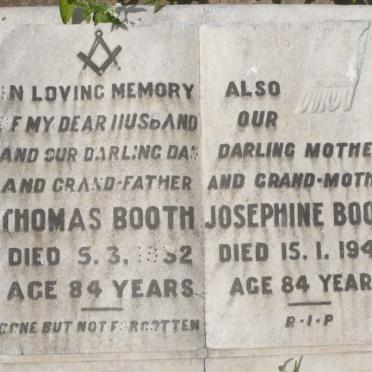 IN LOVING MEMORY
OF MY DEAR HUSBAND
AND OUR DARLING DAD
AND GRAND-FATHER
THOMAS BOOTH
DIED 5.3.
AGE 84 YEARS
GONE BUT NOT FORGOTTEN
ALSO
OUR
DARLING MOTHE
AND GRAND-MOTH
JOSEPHINE BOO
DIED 15.1.194
AGE 84 YEAR
R-I-P